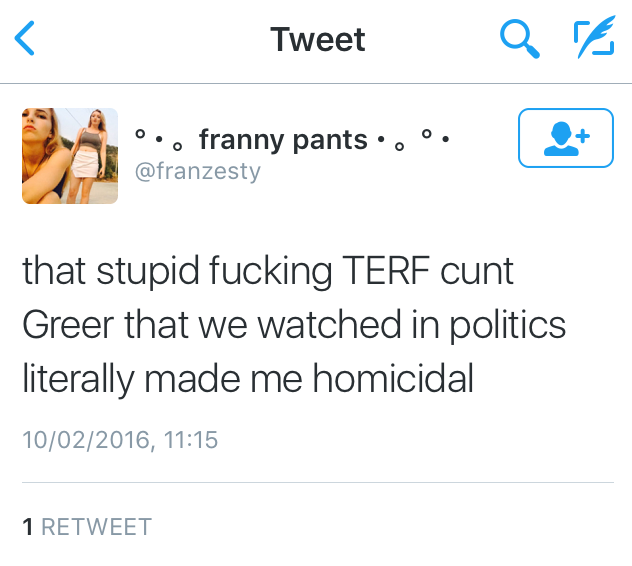 Tweet
° • 。 franny pants • 。 ° •
@franzesty
that stupid fucking TERF cunt
Greer that we watched in politics
literally made me homicidal
10/02/2016, 11:15
1 RETWEET